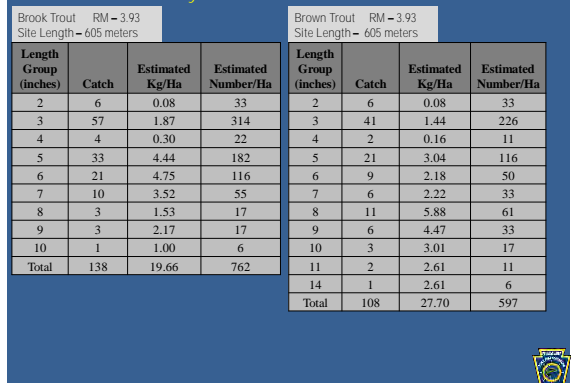 Brook Trout RM – 3.93
Site Length – 605 meters
Length Group (inches) Catch Estimated Kg/Ha Estimated Number/Ha
2 6 0.08 33
3 57 1.87 314
4 4 0.30 22
5 33 4.44 182
6 21 4.75 116
7 10 3.52 55
8 3 1.53 17
9 3 2.17 17
10 1 1.00 6
Total 138 19.66 762
Brown Trout RM – 3.93
Site Length – 605 meters
Length Group (inches) Catch Estimated Kg/Ha Estimated Number/Ha
2 6 0.08 33
3 41 1.44 226
4 2 0.16 11
5 21 3.04 116
6 9 2.18 50
7 6 2.22 33
8 11 5.88 61
9 6 4.47 33
10 3 3.01 17
11 2 2.61 11
14 1 2.61 6
Total 108 27.70 597